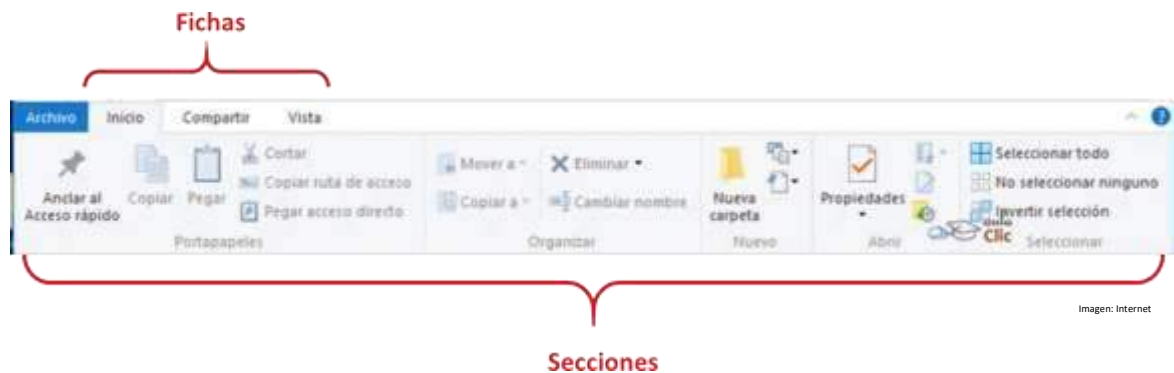 Fichas
Archivo Inicio Compartir Vista
Anclar al Acceso rápido
Copiar
Pegar
Cortar
Copiar ruta de acceso
Pegar acceso directo
Portapapeles
Mover a
Copiar a
Eliminar
Cambiar nombre
Organizar
Nueva carpeta
Nuevo
Propiedades
Abrir
Seleccionar todo
No seleccionar ninguno
Invertir selección
Seleccionar
aula
Clic
Imagen: Internet
Secciones